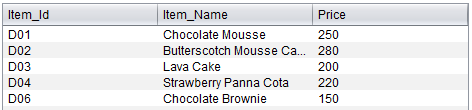 Item_Id Item_Name Price
D01 Chocolate Mousse 250
D02 Butterscotch Mousse Ca... 280
D03 Lava Cake 200
D04 Strawberry Panna Cota 220
D06 Chocolate Brownie 150